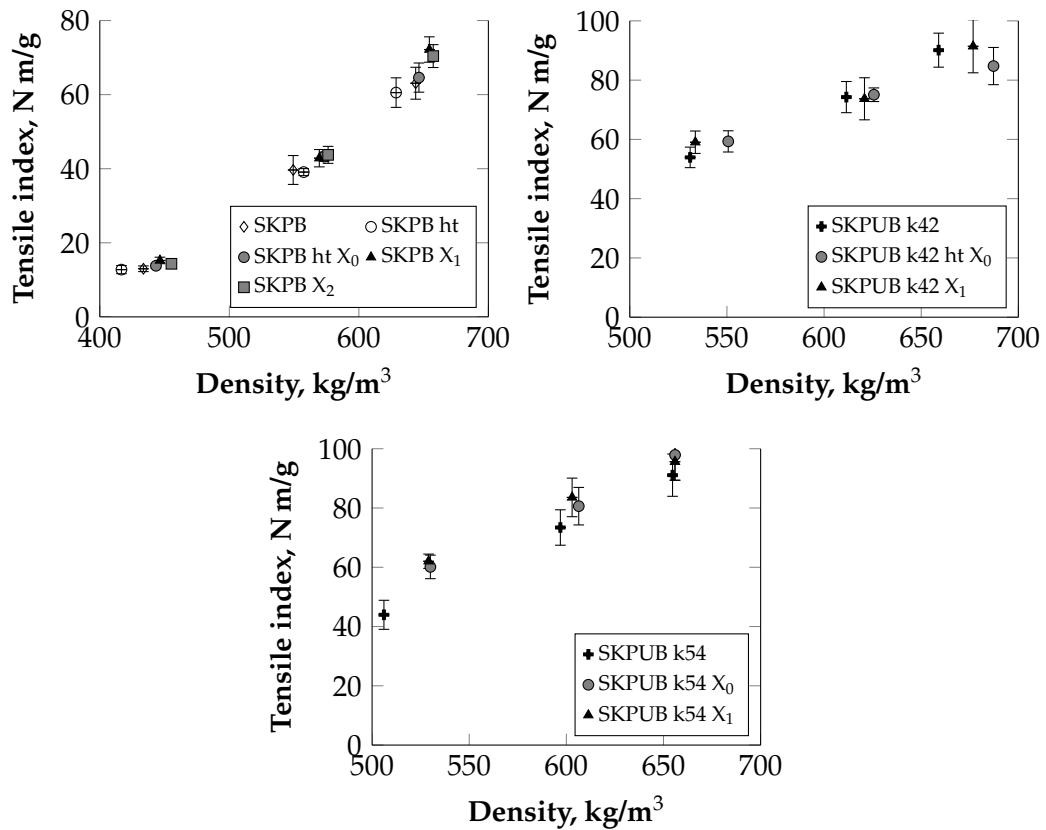 80
60
40
20
0
400
500
600
700
Tensile index, N m/g
Density, kg/m³
SKPB
SKPB ht
SKPB ht X₀
SKPB X₁
SKPB X₂
100
80
60
40
20
0
500
550
600
650
700
Tensile index, N m/g
Density, kg/m³
SKPUB k42
SKPUB k42 ht X₀
SKPUB k42 X₁
100
80
60
40
20
0
500
550
600
650
700
Tensile index, N m/g
Density, kg/m³
SKPUB k54
SKPUB k54 X₀
SKPUB k54 X₁